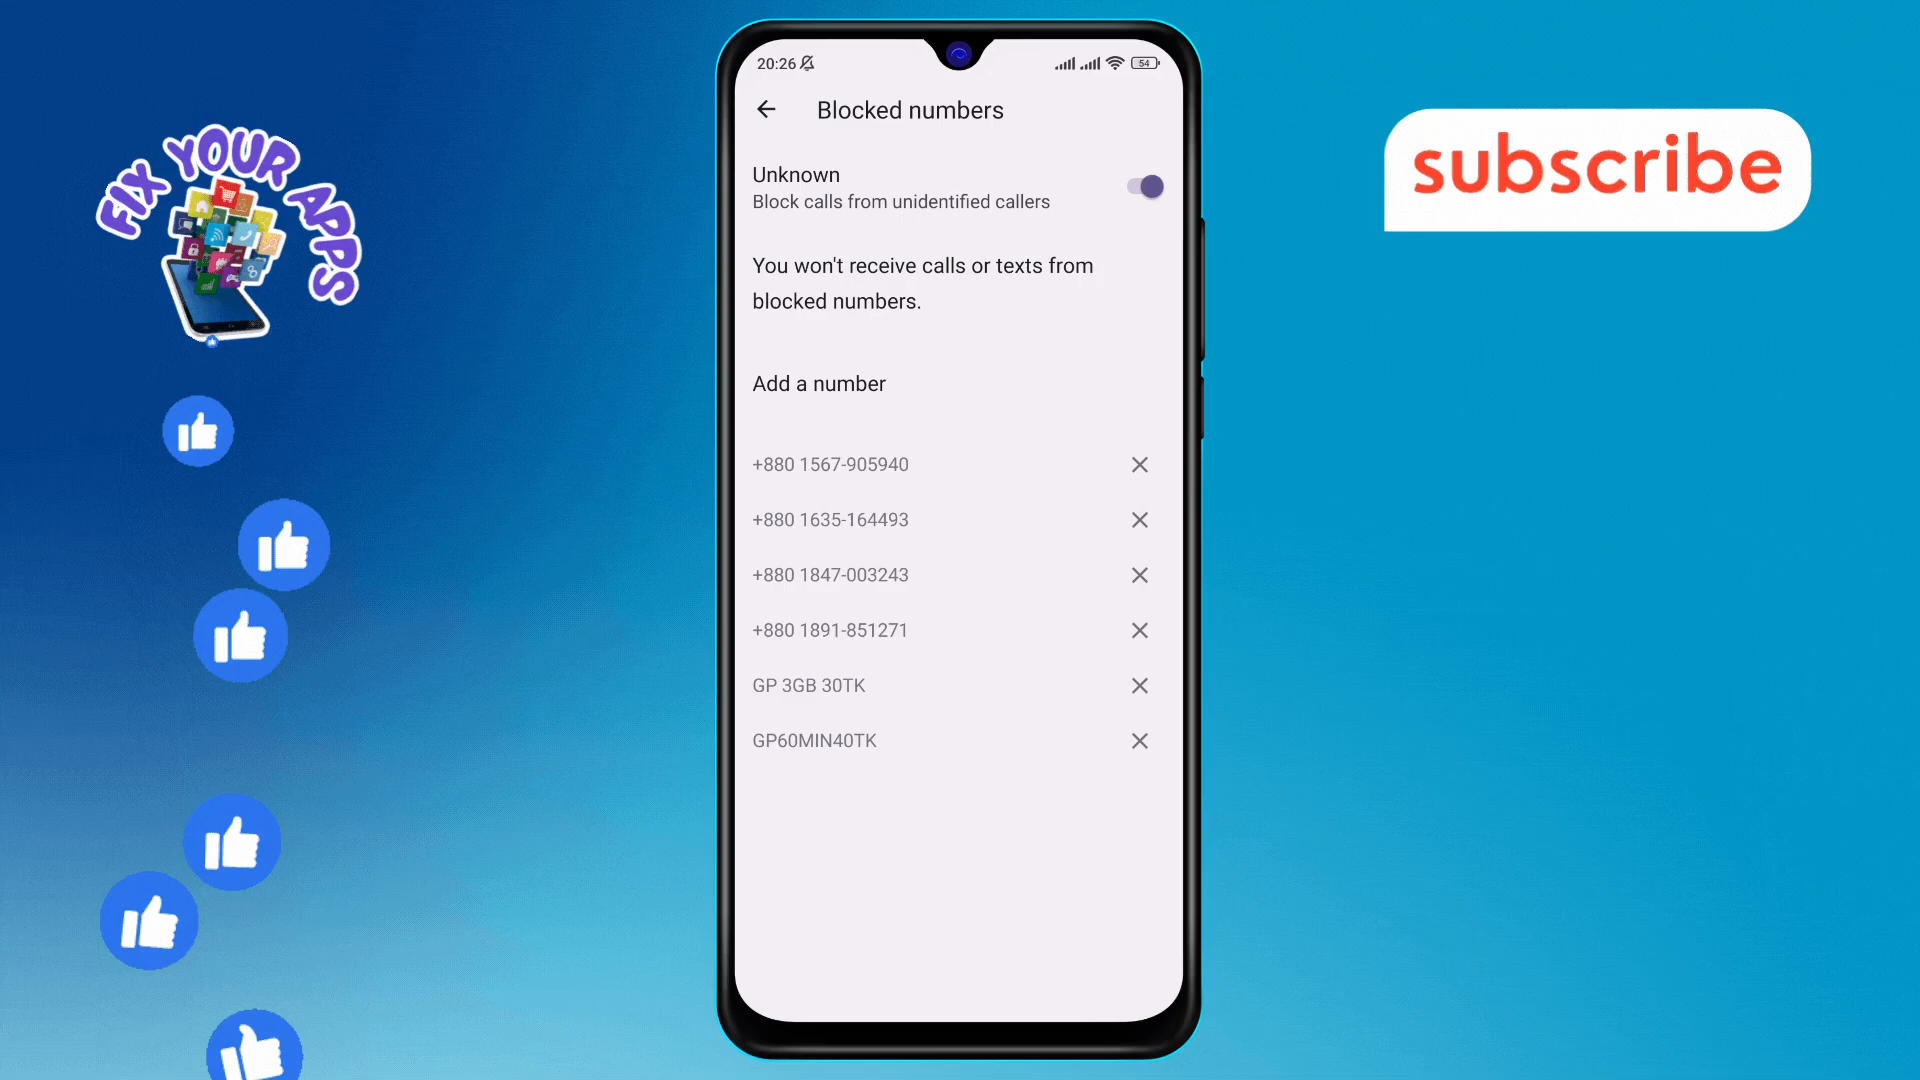 FIX YOUR APPS
20:26
54
Blocked numbers
subscribe
Unknown
Block calls from unidentified callers
You won't receive calls or texts from
blocked numbers.
Add a number
+880 1567-905940
+880 1635-164493
+880 1847-003243
+880 1891-851271
GP 3GB 30TK
GP60MIN40TK